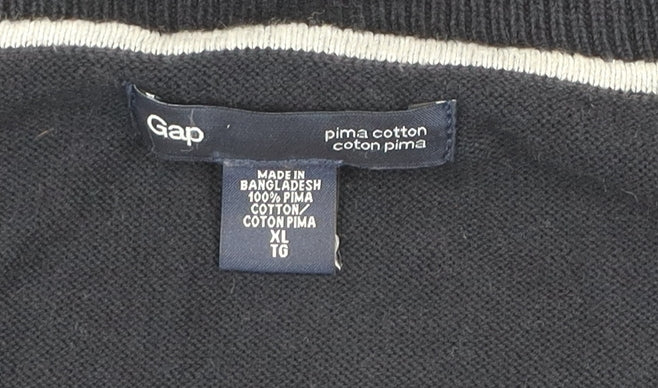 Gap
pima cotton
coton pima
MADE IN
BANGLADESH
100% PIMA
COTTON/
COTON PIMA
XL
TG